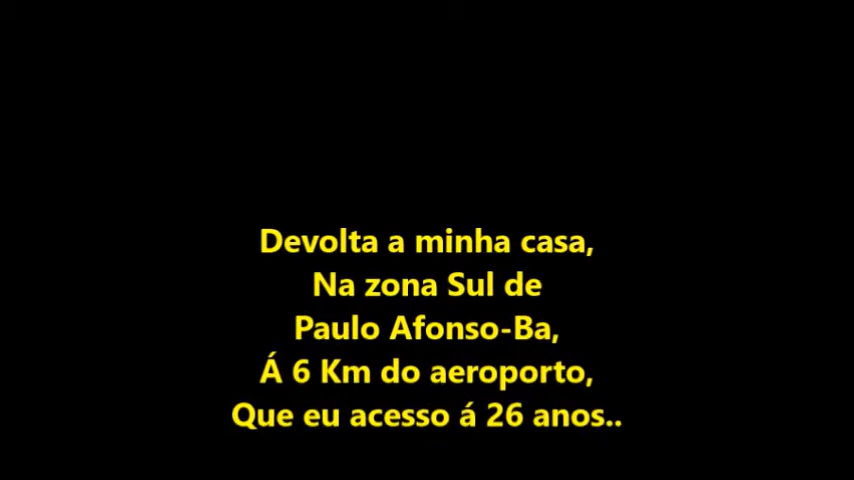 Devolta a minha casa,
Na zona Sul de
Paulo Afonso-Ba,
Á 6 Km do aeroporto,
Que eu acesso á 26 anos..